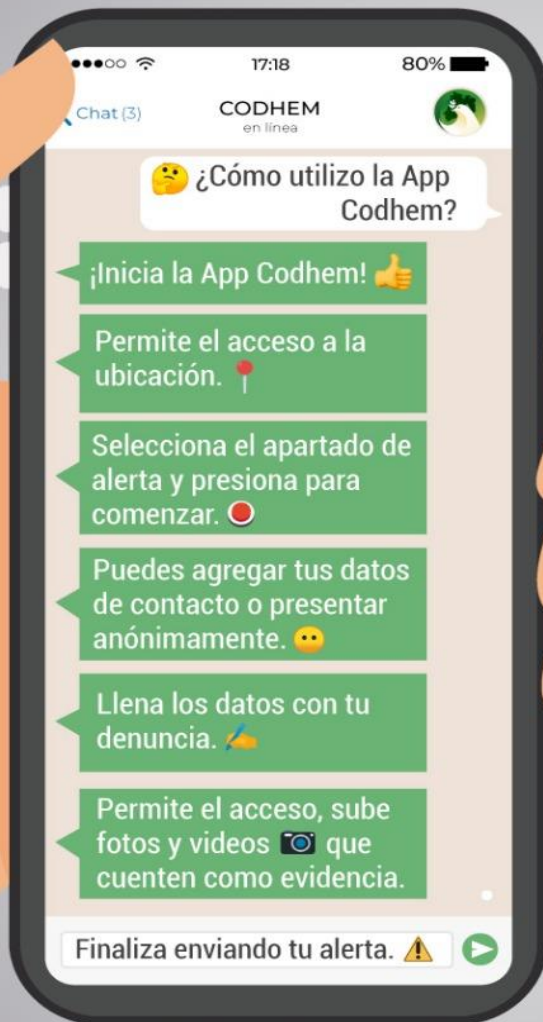 17:18
80%
Chat (3)
CODHEM
en línea
🤔 ¿Cómo utilizo la App
Codhem?
¡Inicia la App Codhem! 👍
Permite el acceso a la
ubicación. 📍
Selecciona el apartado de
alerta y presiona para
comenzar.
Puedes agregar tus datos
de contacto o presentar
anónimamente. 😶
Llena los datos con tu
denuncia. ✍️
Permite el acceso, sube
fotos y videos 📷 que
cuenten como evidencia.
Finaliza enviando tu alerta. ⚠️